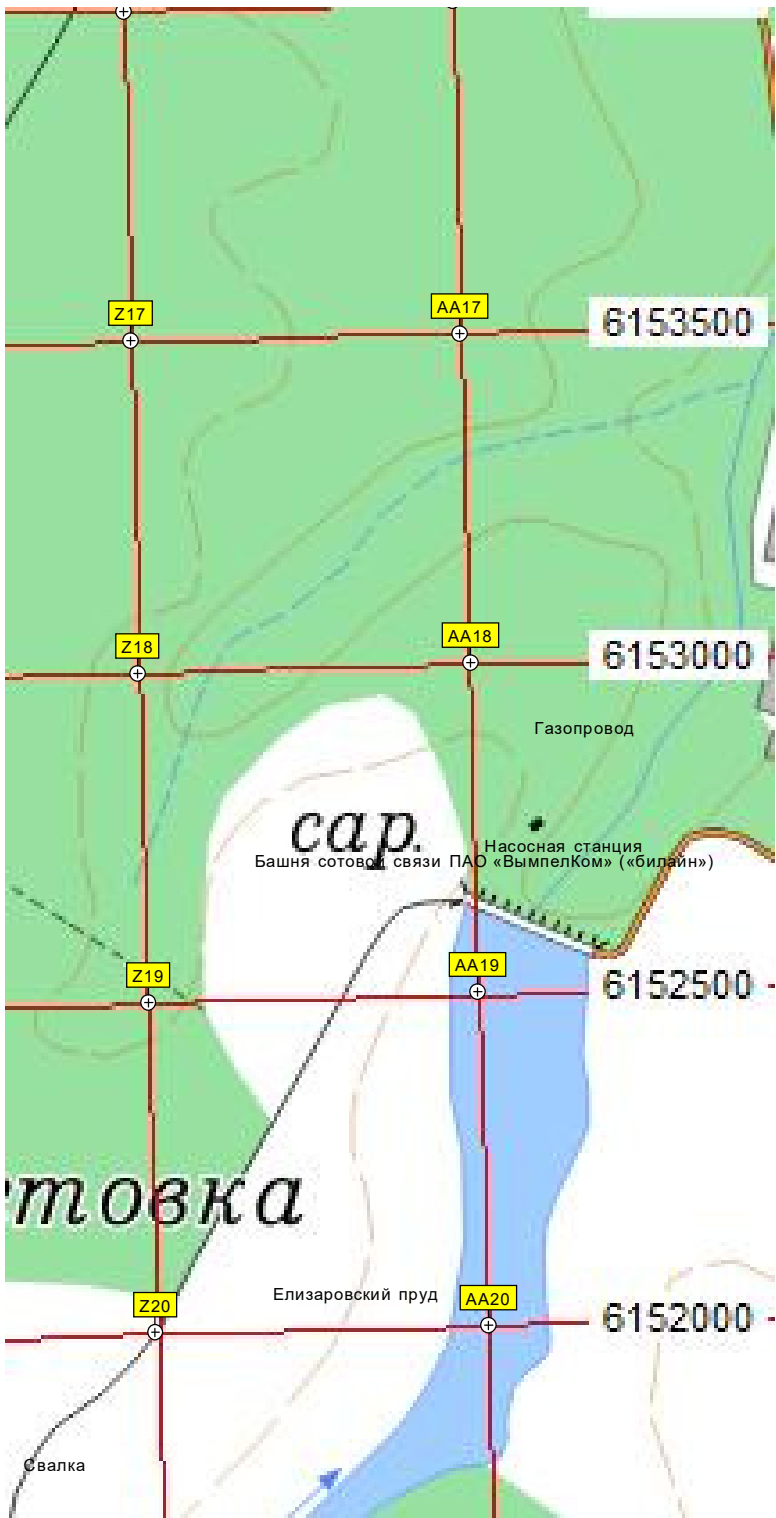 Z17
AA17
6153500
Z18
AA18
6153000
Газопровод
сар.
Насосная станция
Башня сотовой связи ПАО «ВымпелКом» («билайн»)
Z19
AA19
6152500
стовка
Елизаровский пруд
Z20
AA20
6152000
Свалка